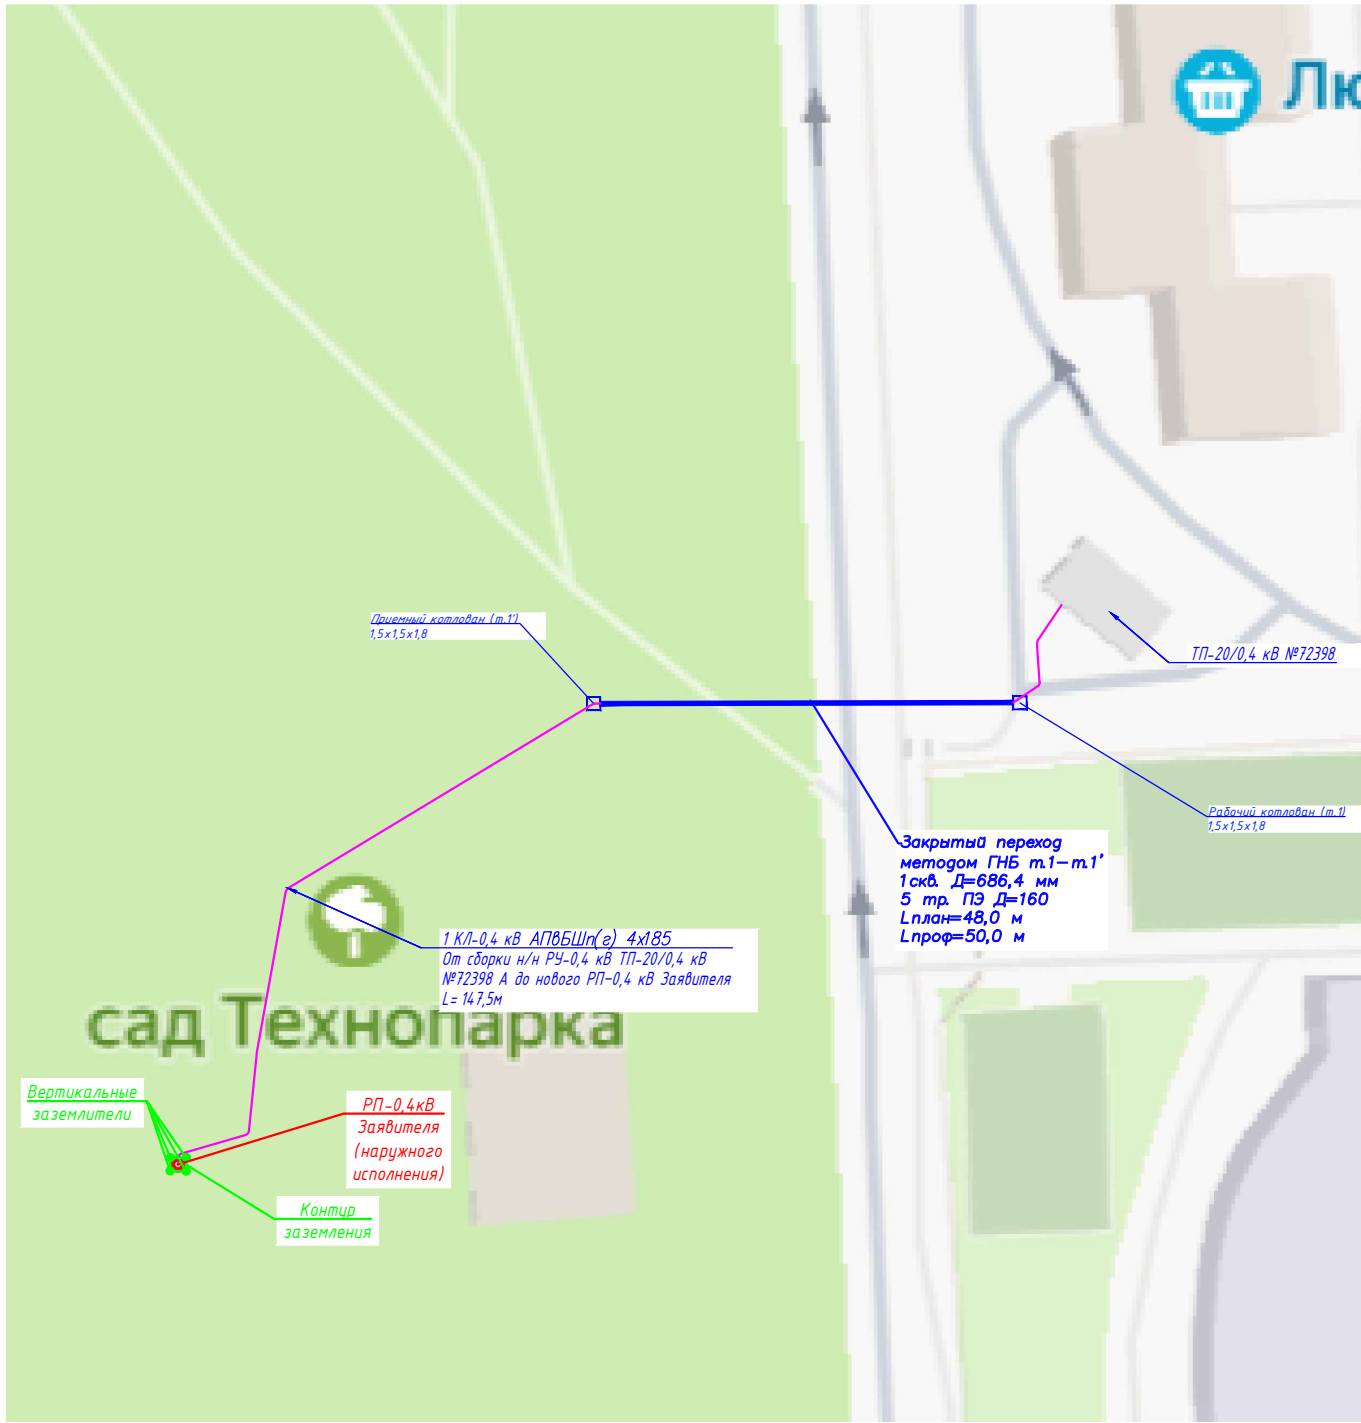 Лю
Приемный котлован (т.1')
1,5х1,5х1,8
ТП-20/0,4 кВ №72398
Рабочий котлован (т.1)
1,5х1,5х1,8
Закрытый переход
методом ГНБ т.1-т.1'
1скв. Д=686,4 мм
5 тр. ПЭ Д=160
Lплан=48,0 м
Lпроф=50,0 м
1 КЛ-0,4 кВ АПвБШп(г) 4х185
От сборки н/н РУ-0,4 кВ ТП-20/0,4 кВ
№72398 А до нового РП-0,4 кВ Заявителя
L= 147,5м
сад Технопарка
Вертикальные
заземлители
РП-0,4кВ
Заявителя
(наружного
исполнения)
Контур
заземления